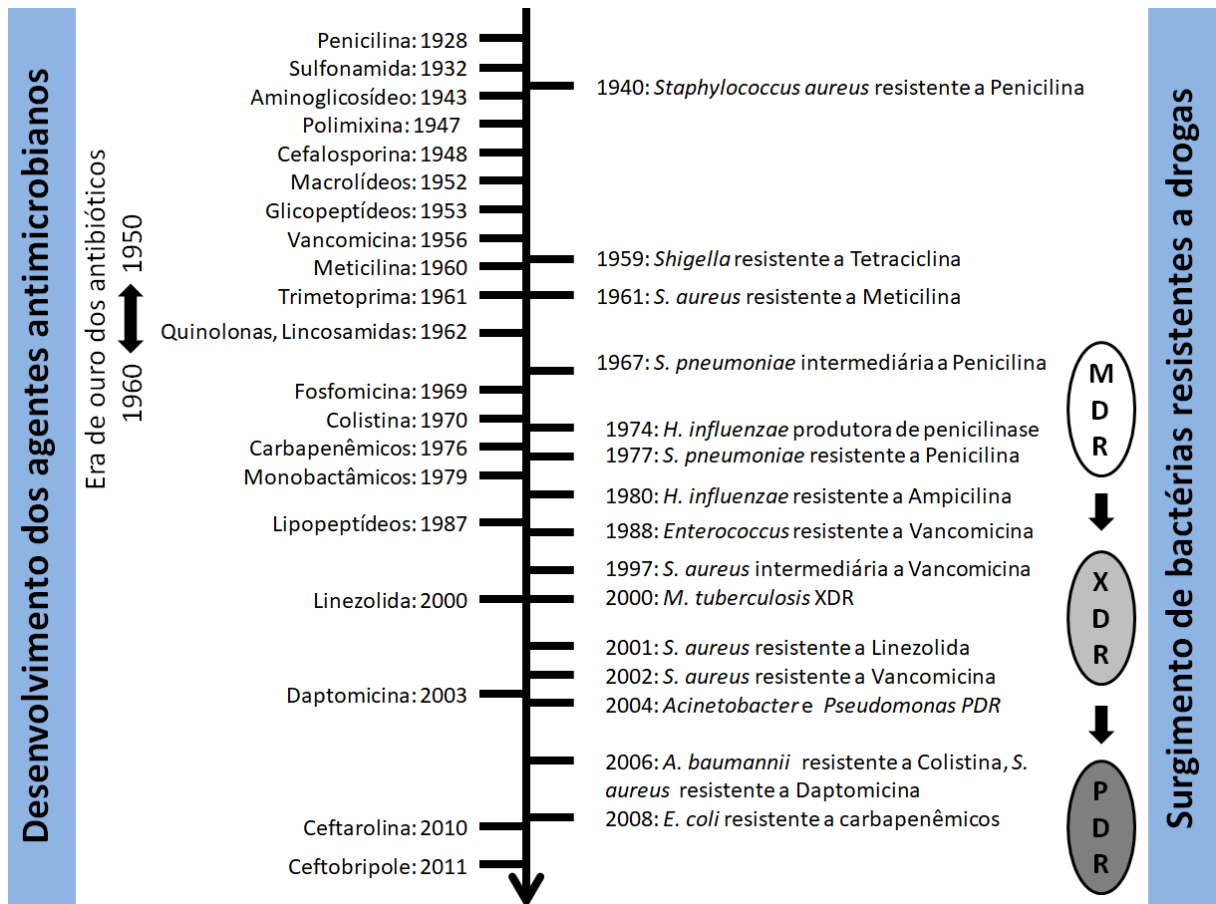 Desenvolvimento dos agentes antimicrobianos
Era de ouro dos antibióticos
1960
1950
Penicilina: 1928
Sulfonamida: 1932
Aminoglicosídeo: 1943
Polimixina: 1947
Cefalosporina: 1948
Macrolídeos: 1952
Glicopeptídeos: 1953
Vancomicina: 1956
Meticilina: 1960
Trimetoprima: 1961
Quinolonas, Lincosamidas: 1962
Fosfomicina: 1969
Colistina: 1970
Carbapenêmicos: 1976
Monobactâmicos: 1979
Lipopeptídeos: 1987
Linezolida: 2000
Daptomicina: 2003
Ceftarolina: 2010
Ceftobripole: 2011
1940: Staphylococcus aureus resistente a Penicilina
1959: Shigella resistente a Tetraciclina
1961: S. aureus resistente a Meticilina
1967: S. pneumoniae intermediária a Penicilina
1974: H. influenzae produtora de penicilinase
1977: S. pneumoniae resistente a Penicilina
1980: H. influenzae resistente a Ampicilina
1988: Enterococcus resistente a Vancomicina
1997: S. aureus intermediária a Vancomicina
2000: M. tuberculosis XDR
2001: S. aureus resistente a Linezolida
2002: S. aureus resistente a Vancomicina
2004: Acinetobacter e Pseudomonas PDR
2006: A. baumannii resistente a Colistina, S.
aureus resistente a Daptomicina
2008: E. coli resistente a carbapenêmicos
M
D
R
X
D
R
P
D
R
Surgimento de bactérias resistentes a drogas